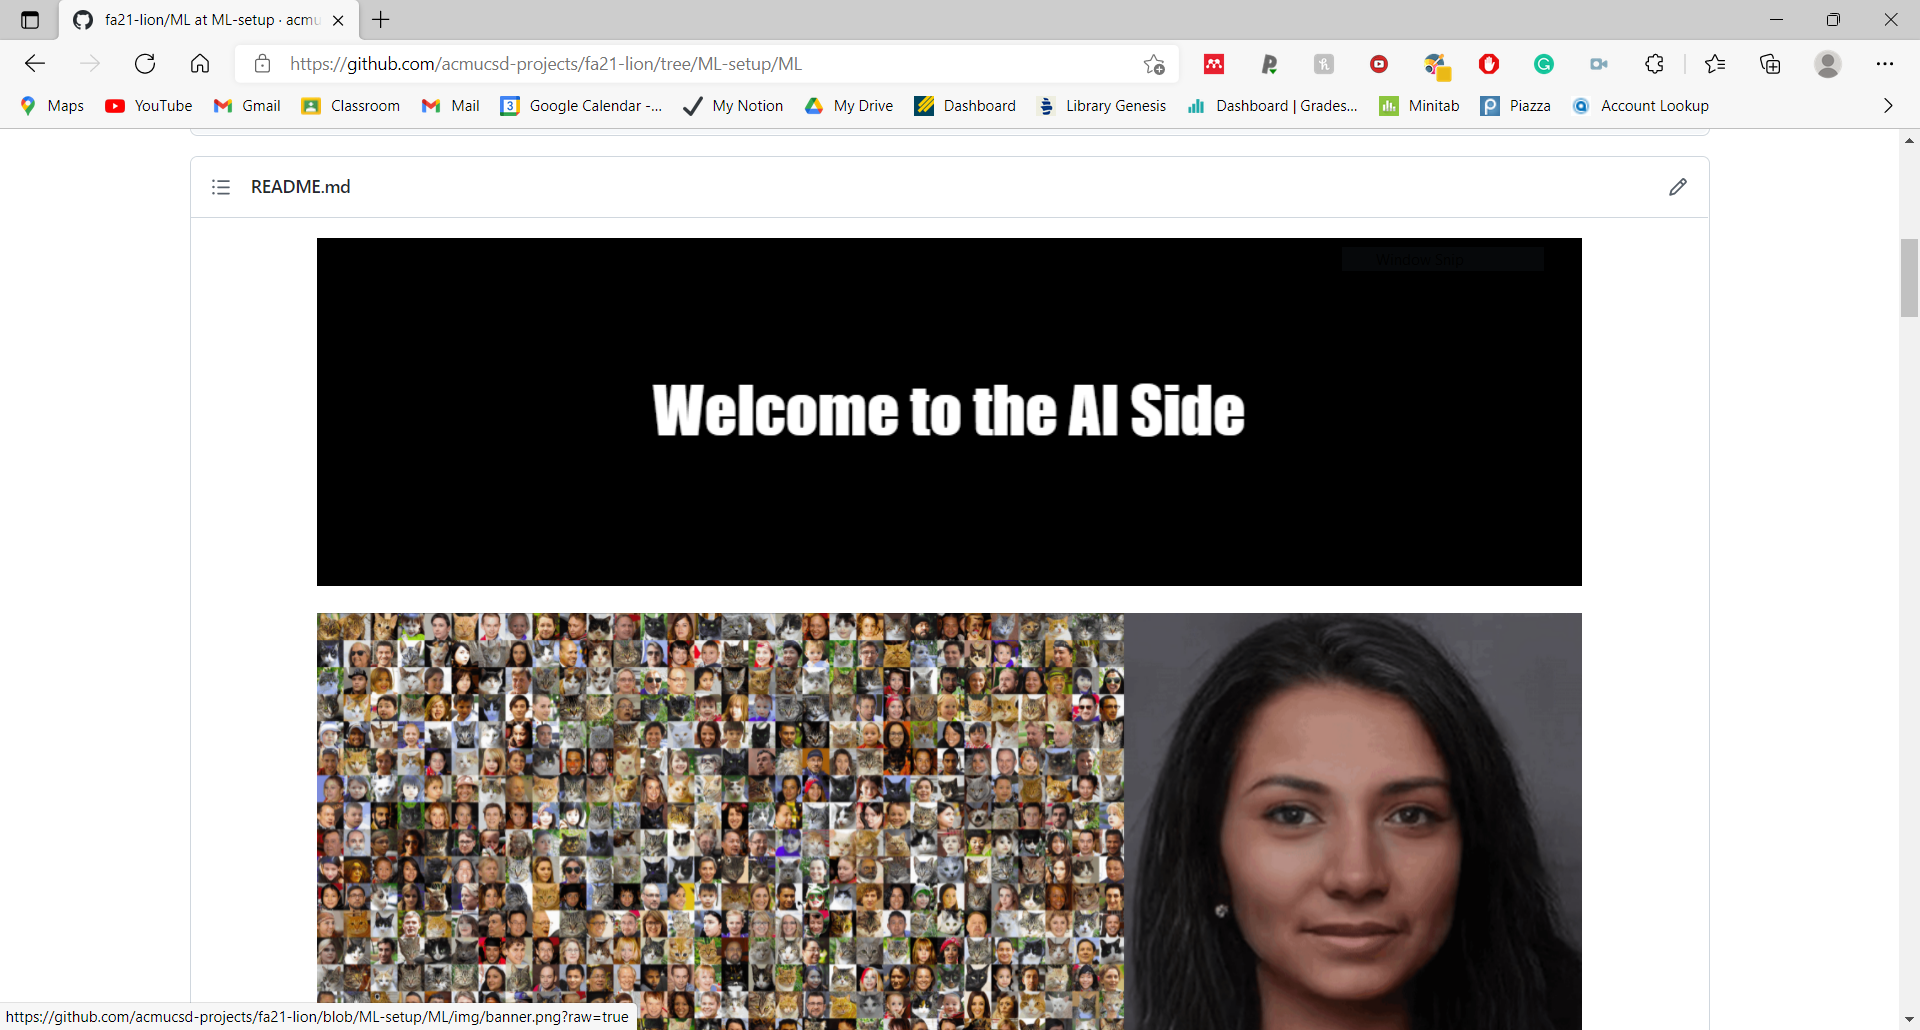 fa21-lion/ML at ML-setup · acmu
https://github.com/acmucsd-projects/fa21-lion/tree/ML-setup/ML
Maps YouTube Gmail Classroom Mail Google Calendar -... My Notion My Drive Dashboard Library Genesis Dashboard | Grades... Minitab Piazza Account Lookup
README.md
Window Snip
Welcome to the AI Side
https://github.com/acmucsd-projects/fa21-lion/blob/ML-setup/ML/img/banner.png?raw=true